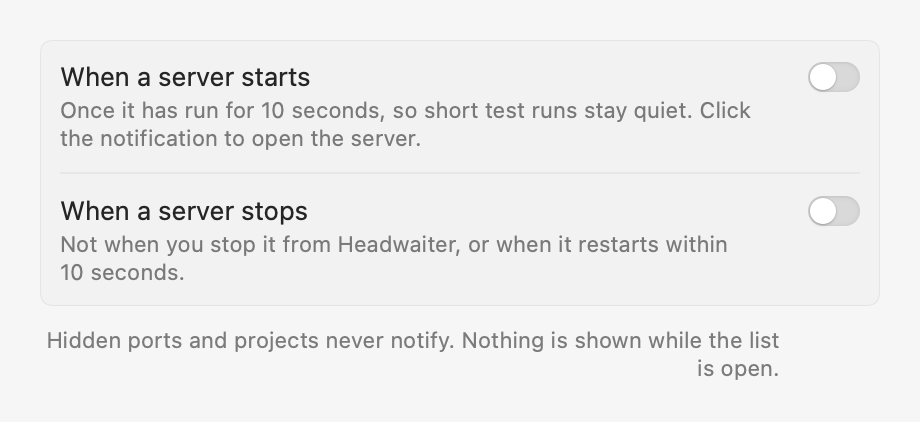 When a server starts
Once it has run for 10 seconds, so short test runs stay quiet. Click
the notification to open the server.
When a server stops
Not when you stop it from Headwaiter, or when it restarts within
10 seconds.
Hidden ports and projects never notify. Nothing is shown while the list
is open.